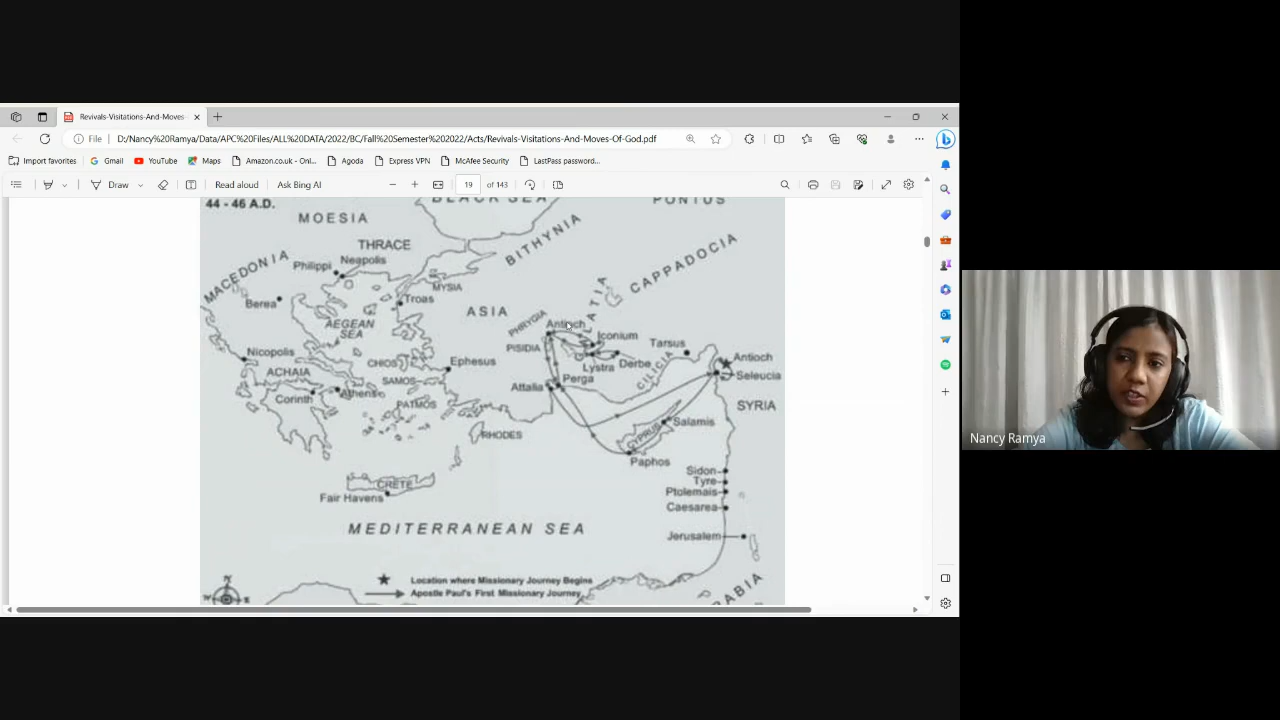 Revivals-Visitations-And-Moves-
File
D:/Nancy%20Ramya/Data/APC%20Files/ALL%20DATA/2022/BC/Fall%20Semester%202022/Acts/Revivals-Visitations-And-Moves-Of-God.pdf
Import favorites
Gmail
YouTube
Maps
Amazon.co.uk - Onl...
Agoda
Express VPN
McAfee Security
LastPass password...
Draw
Read aloud
Ask Bing AI
19
of 143
44 - 46 A.D.
BLACK SEA
PONTUS
MOESIA
THRACE
BITHYNIA
CAPPADOCIA
MACEDONIA
Philippi
Neapolis
MYSIA
Berea
Troas
ASIA
PHRYGIA
Antioch
AEGEAN
SEA
Iconium
PISIDIA
Tarsus
Nicopolis
CHIOS
Ephesus
Lystra
Derbe
CILICIA
Antioch
Seleucia
ACHAIA
SAMOS
Attalia
Perga
Corinth
Athens
PATMOS
SYRIA
RHODES
CYPRUS
Salamis
Paphos
Sidon
Tyre
Ptolemais
CRETE
Fair Havens
Caesarea
MEDITERRANEAN SEA
Jerusalem
Location where Missionary Journey Begins
Apostle Paul's First Missionary Journey
N
W
E
Nancy Ramya